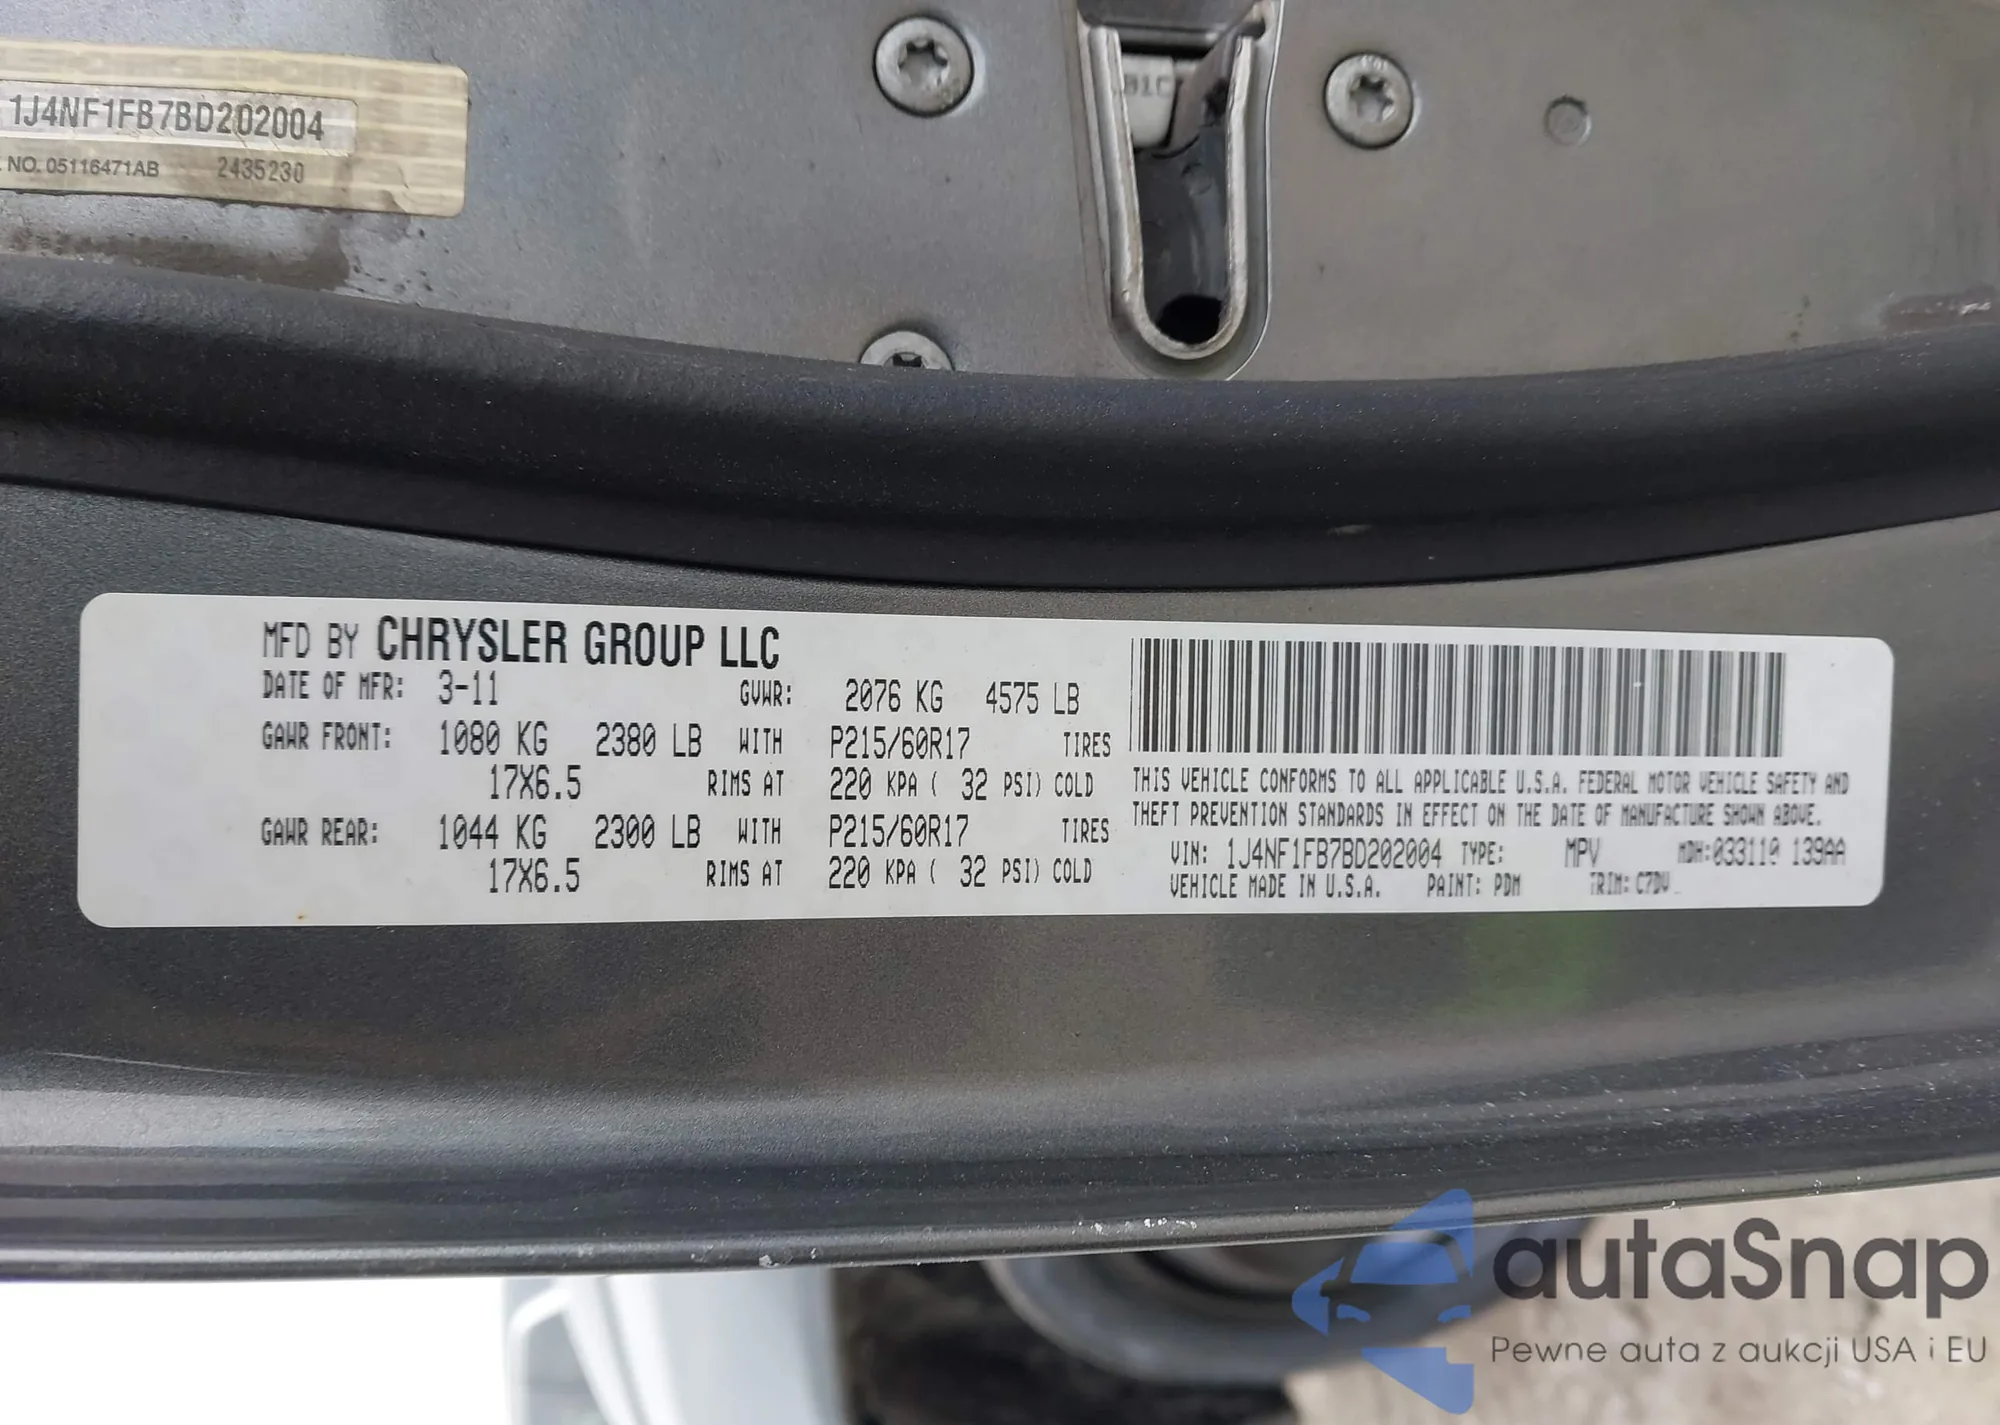 1J4NF1FB7BD202004
NO. 05116471AB 2435230
MFD BY CHRYSLER GROUP LLC
DATE OF MFR: 3-11 GVWR: 2076 KG 4575 LB
GAWR FRONT: 1080 KG 2380 LB WITH P215/60R17 TIRES
17X6.5 RIMS AT 220 KPA ( 32 PSI) COLD
GAWR REAR: 1044 KG 2300 LB WITH P215/60R17 TIRES
17X6.5 RIMS AT 220 KPA ( 32 PSI) COLD
THIS VEHICLE CONFORMS TO ALL APPLICABLE U.S.A. FEDERAL MOTOR VEHICLE SAFETY AND
THEFT PREVENTION STANDARDS IN EFFECT ON THE DATE OF MANUFACTURE SHOWN ABOVE.
VIN: 1J4NF1FB7BD202004 TYPE: MPV MDH: 033110 139AA
VEHICLE MADE IN U.S.A. PAINT: PDM TRIM: C7DV
autaSnap
Pewne auta z aukcji USA i EU